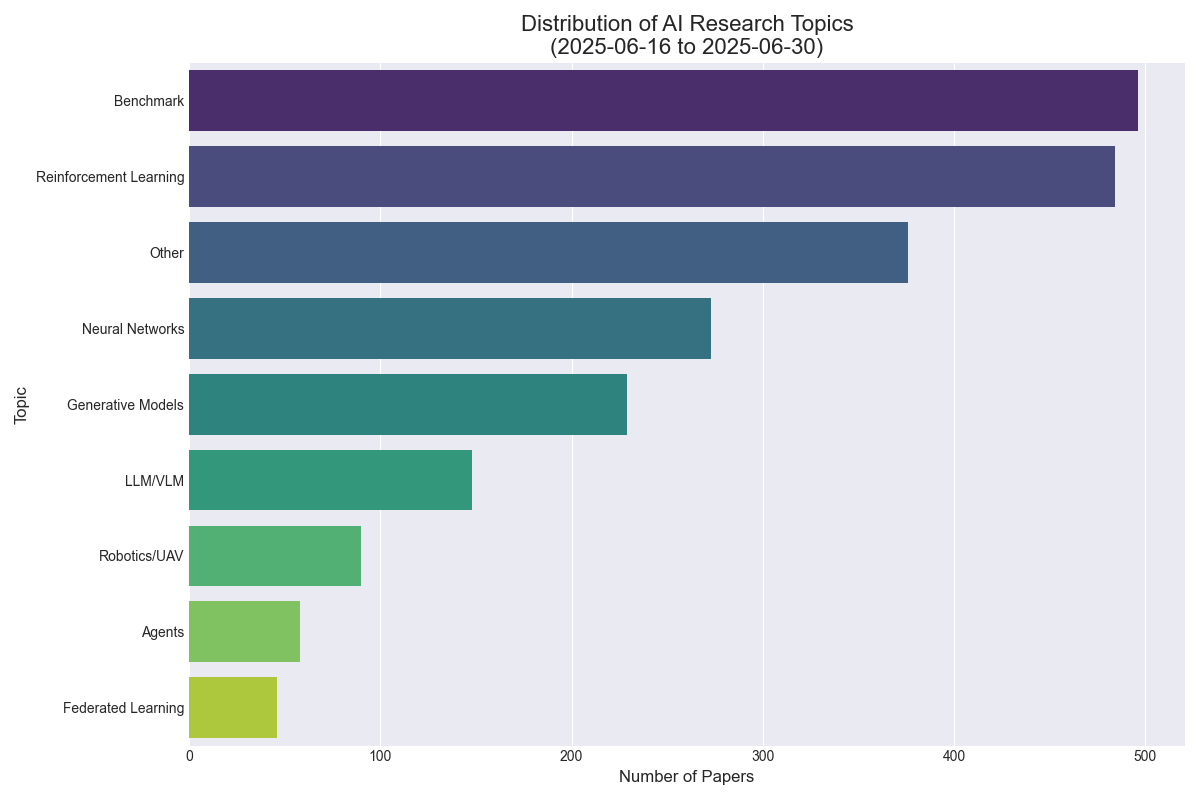 Distribution of AI Research Topics
(2025-06-16 to 2025-06-30)
Benchmark
Reinforcement Learning
Other
Neural Networks
Generative Models
LLM/VLM
Robotics/UAV
Agents
Federated Learning
Topic
0 100 200 300 400 500
Number of Papers